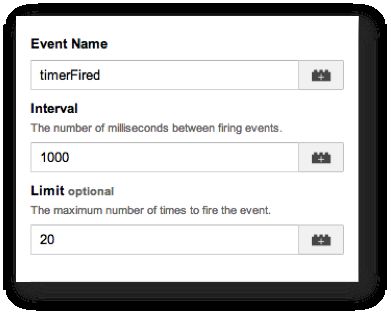 Event Name
timerFired
Interval
The number of milliseconds between firing events.
1000
Limit optional
The maximum number of times to fire the event.
20